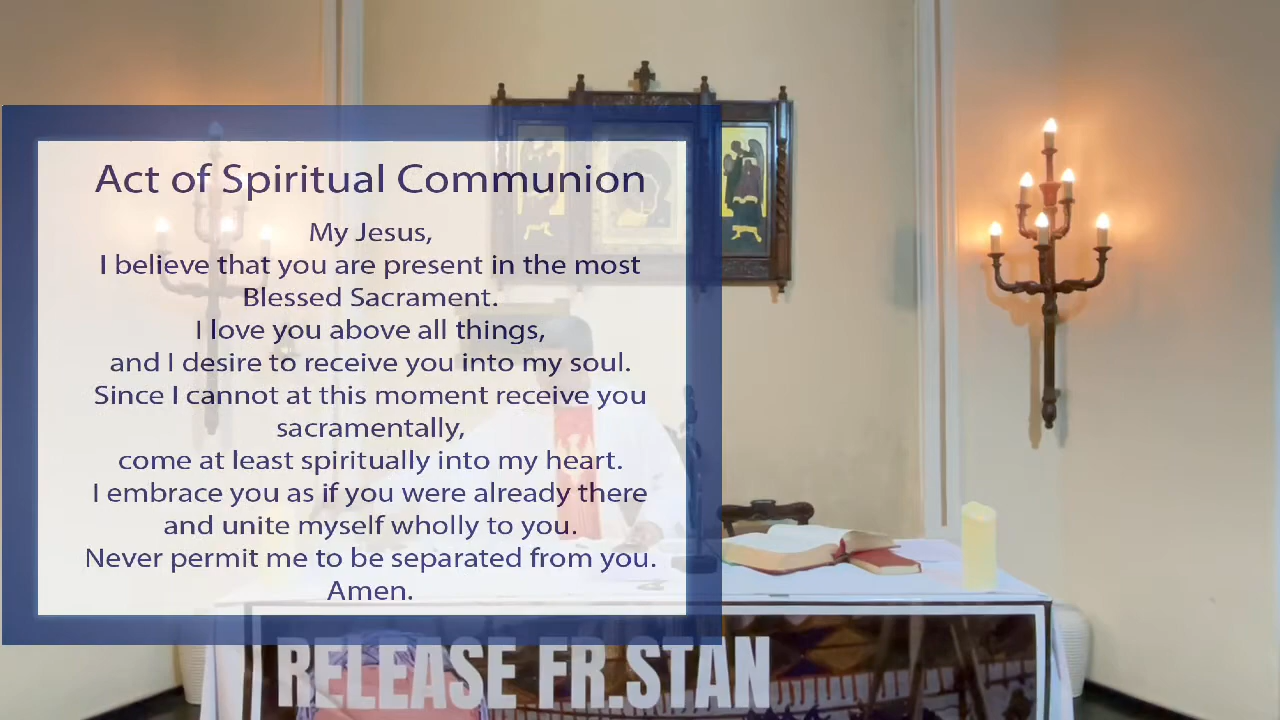 Act of Spiritual Communion
My Jesus,
I believe that you are present in the most
Blessed Sacrament.
I love you above all things,
and I desire to receive you into my soul.
Since I cannot at this moment receive you
sacramentally,
come at least spiritually into my heart.
I embrace you as if you were already there
and unite myself wholly to you.
Never permit me to be separated from you.
Amen.
RELEASE FR.STAN